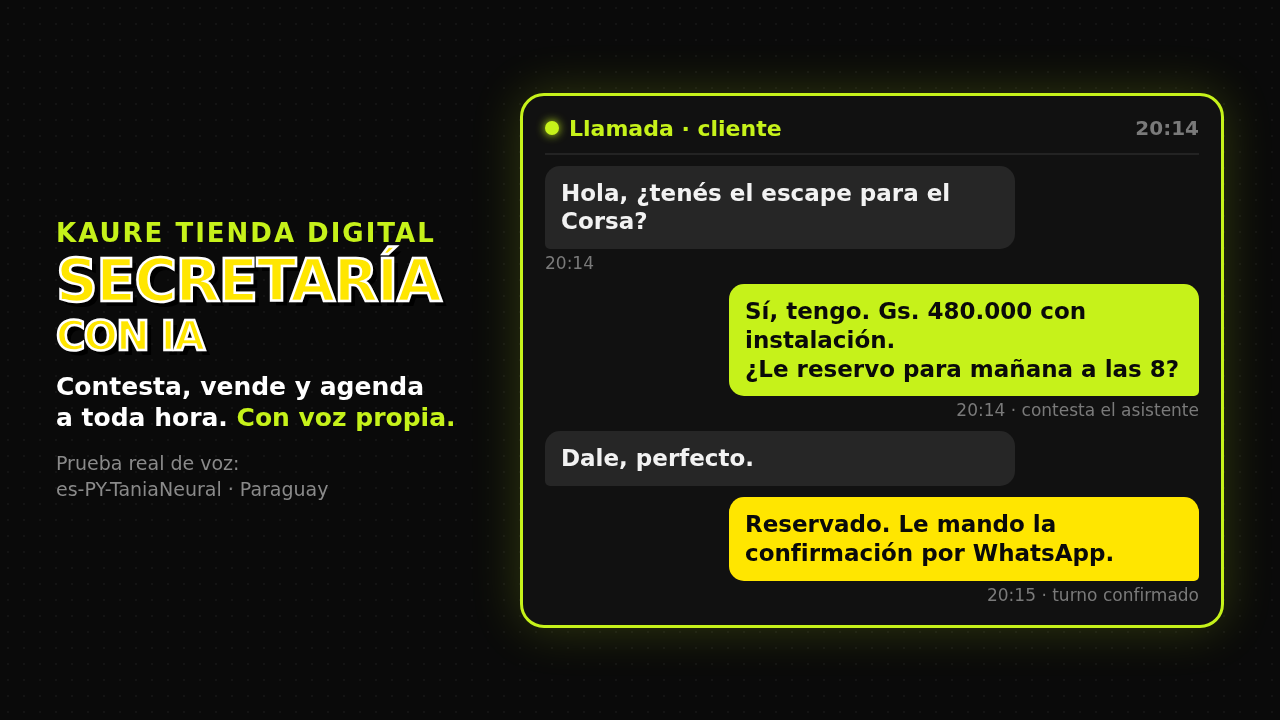 KAURE TIENDA DIGITAL
SECRETARÍA
CON IA
Contesta, vende y agenda
a toda hora. Con voz propia.
Prueba real de voz:
es-PY-TaniaNeural · Paraguay
Llamada · cliente
20:14
Hola, ¿tenés el escape para el
Corsa?
20:14
Sí, tengo. Gs. 480.000 con
instalación.
¿Le reservo para mañana a las 8?
20:14 · contesta el asistente
Dale, perfecto.
Reservado. Le mando la
confirmación por WhatsApp.
20:15 · turno confirmado